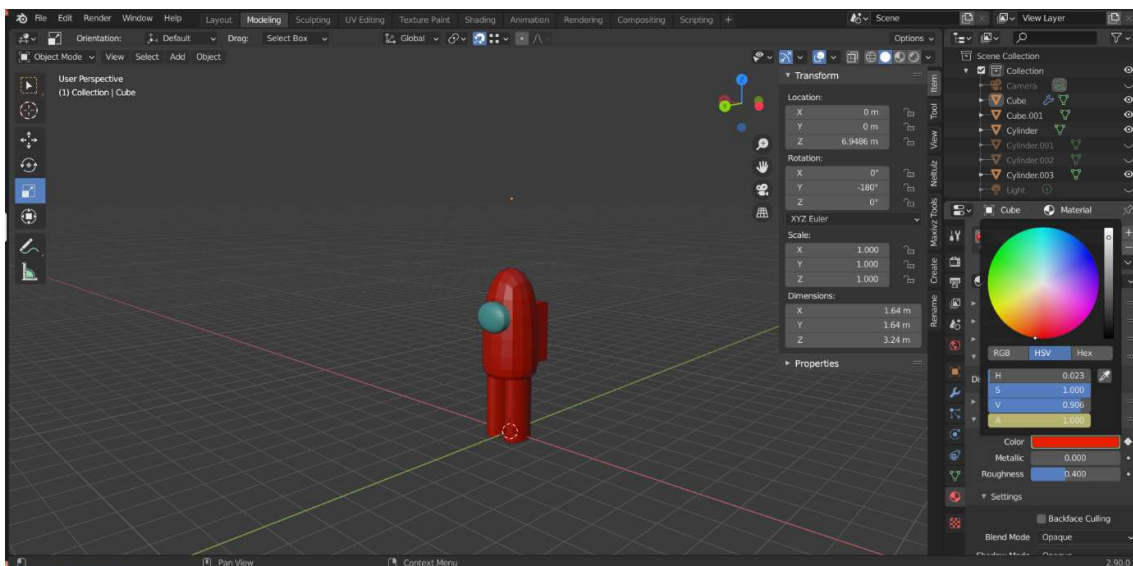 File Edit Render Window Help Layout Modeling Sculpting UV Editing Texture Paint Shading Animation Rendering Compositing Scripting + Scene View Layer
Orientation: Default Drag: Select Box Global Options
Object Mode View Select Add Object
User Perspective
(1) Collection | Cube
Transform
Location:
X 0 m
Y 0 m
Z 6.9486 m
Rotation:
X 0°
Y -180°
Z 0°
XYZ Euler
Scale:
X 1.000
Y 1.000
Z 1.000
Dimensions:
X 1.64 m
Y 1.64 m
Z 3.24 m
Properties
Item
Tool
View
Neltulz
Maxivz Tools
Create
Rename
Scene Collection
Collection
Camera
Cube
Cube.001
Cylinder
Cylinder.001
Cylinder.002
Cylinder.003
Light
Cube Material
RGB HSV Hex
H 0.023
S 1.000
V 0.906
A 1.000
Color
Metallic 0.000
Roughness 0.400
Settings
Backface Culling
Blend Mode Opaque
Pan View Context Menu 2.90.0